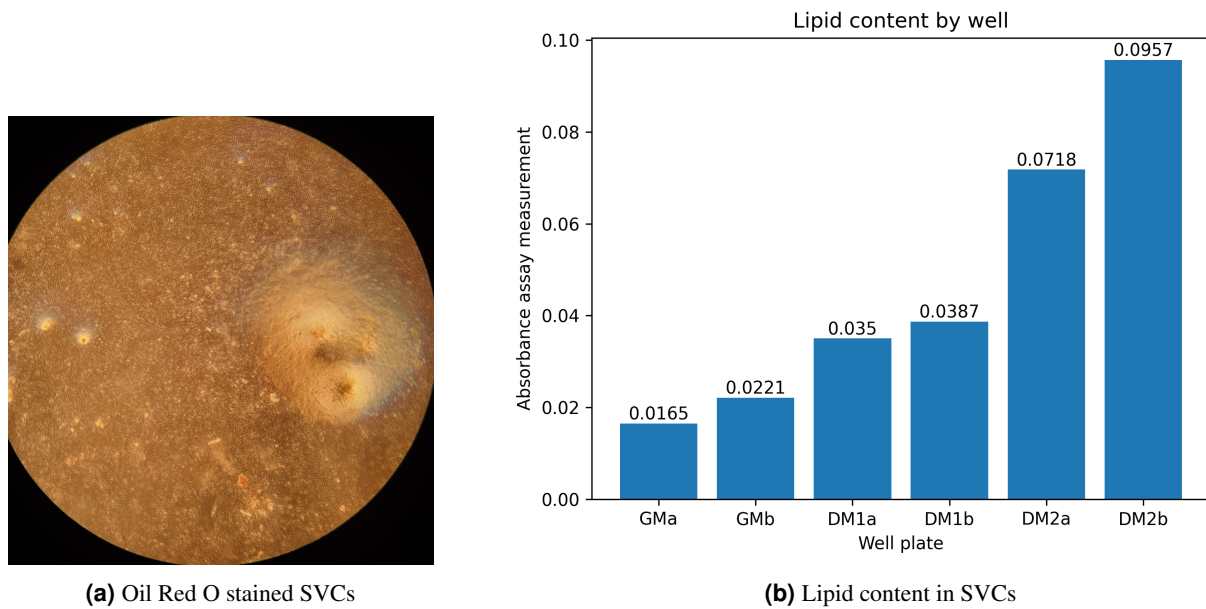 Lipid content by well
0.10
0.08
0.06
0.04
0.02
0.00
Absorbance assay measurement
0.0165
0.0221
0.035
0.0387
0.0718
0.0957
GMa GMb DM1a DM1b DM2a DM2b
Well plate
(a) Oil Red O stained SVCs
(b) Lipid content in SVCs